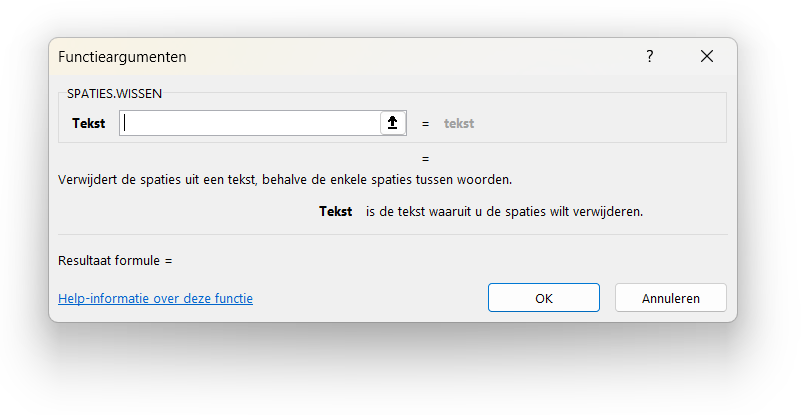 Functieargumenten ?
SPATIES.WISSEN
Tekst = tekst
=
Verwijdert de spaties uit een tekst, behalve de enkele spaties tussen woorden.
Tekst is de tekst waaruit u de spaties wilt verwijderen.
Resultaat formule =
Help-informatie over deze functie OK Annuleren